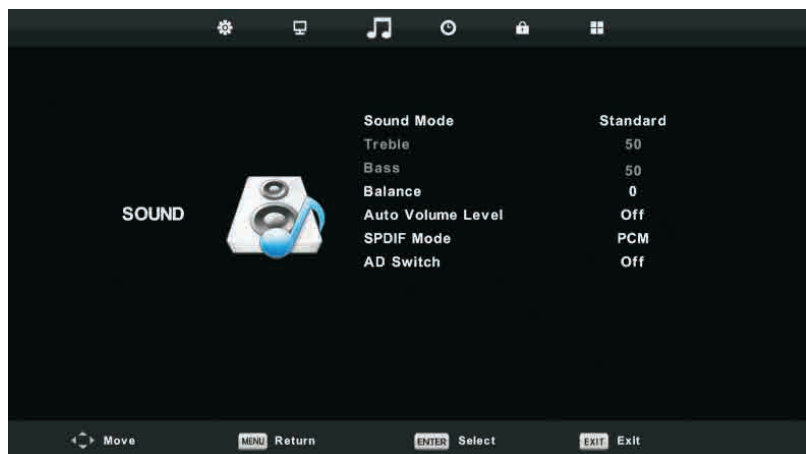 Sound Mode Standard
Treble 50
Bass 50
Balance 0
SOUND
Auto Volume Level Off
SPDIF Mode PCM
AD Switch Off
Move MENU Return ENTER Select EXIT Exit